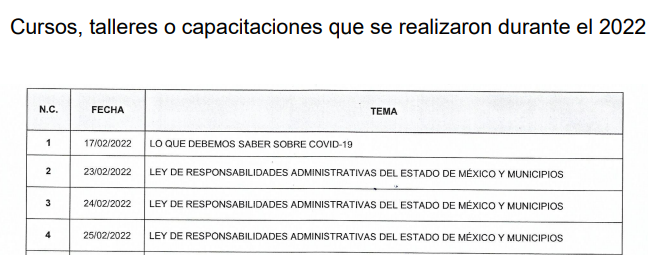 Cursos, talleres o capacitaciones que se realizaron durante el 2022
N.C. FECHA TEMA
1 17/02/2022 LO QUE DEBEMOS SABER SOBRE COVID-19
2 23/02/2022 LEY DE RESPONSABILIDADES ADMINISTRATIVAS DEL ESTADO DE MÉXICO Y MUNICIPIOS
3 24/02/2022 LEY DE RESPONSABILIDADES ADMINISTRATIVAS DEL ESTADO DE MÉXICO Y MUNICIPIOS
4 25/02/2022 LEY DE RESPONSABILIDADES ADMINISTRATIVAS DEL ESTADO DE MÉXICO Y MUNICIPIOS